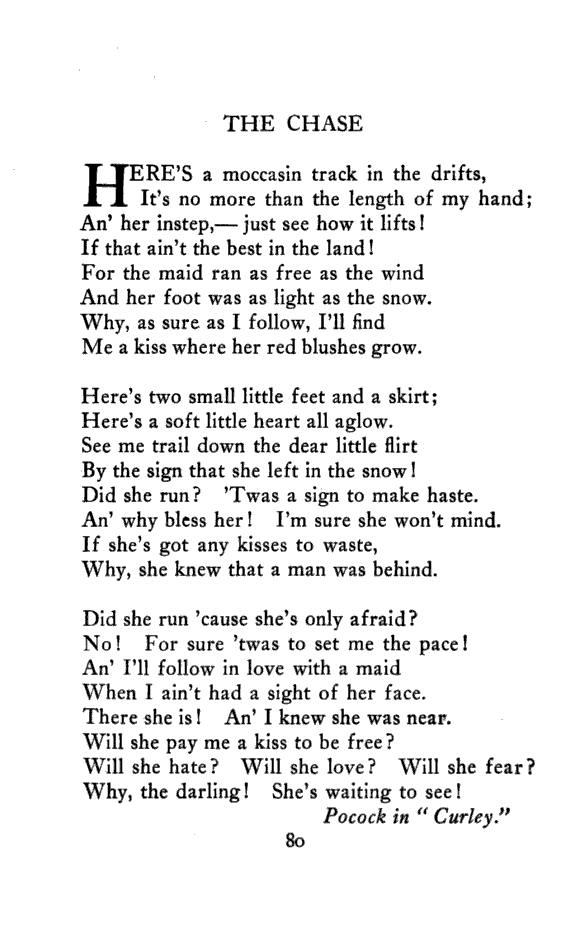 THE CHASE
HERE'S a moccasin track in the drifts,
It's no more than the length of my hand;
An' her instep,— just see how it lifts!
If that ain't the best in the land!
For the maid ran as free as the wind
And her foot was as light as the snow.
Why, as sure as I follow, I'll find
Me a kiss where her red blushes grow.

Here's two small little feet and a skirt;
Here's a soft little heart all aglow.
See me trail down the dear little flirt
By the sign that she left in the snow!
Did she run? 'Twas a sign to make haste.
An' why bless her! I'm sure she won't mind.
If she's got any kisses to waste,
Why, she knew that a man was behind.

Did she run 'cause she's only afraid?
No! For sure 'twas to set me the pace!
An' I'll follow in love with a maid
When I ain't had a sight of her face.
There she is! An' I knew she was near.
Will she pay me a kiss to be free?
Will she hate? Will she love? Will she fear?
Why, the darling! She's waiting to see!
Pocock in "Curley."
80